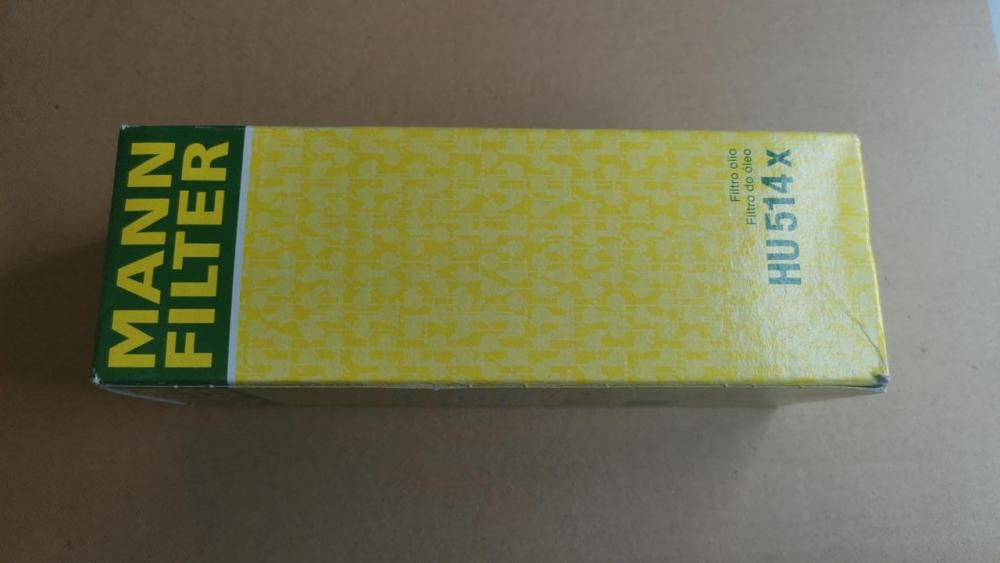 MANN
FILTER
Filtro olio
Filtro do óleo
HU 514 x